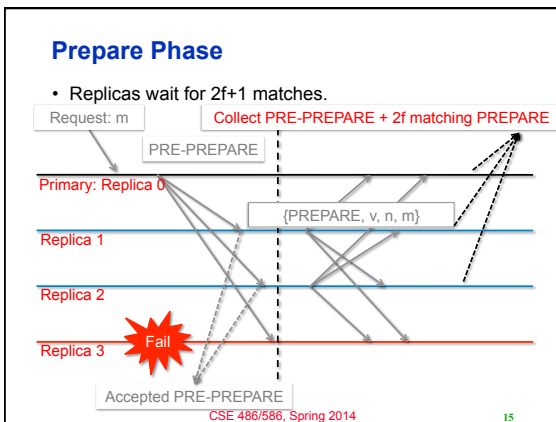 Prepare Phase
• Replicas wait for 2f+1 matches.
Request: m
Collect PRE-PREPARE + 2f matching PREPARE
PRE-PREPARE
Primary: Replica 0
{PREPARE, v, n, m}
Replica 1
Replica 2
Fail
Replica 3
Accepted PRE-PREPARE
CSE 486/586, Spring 2014
15